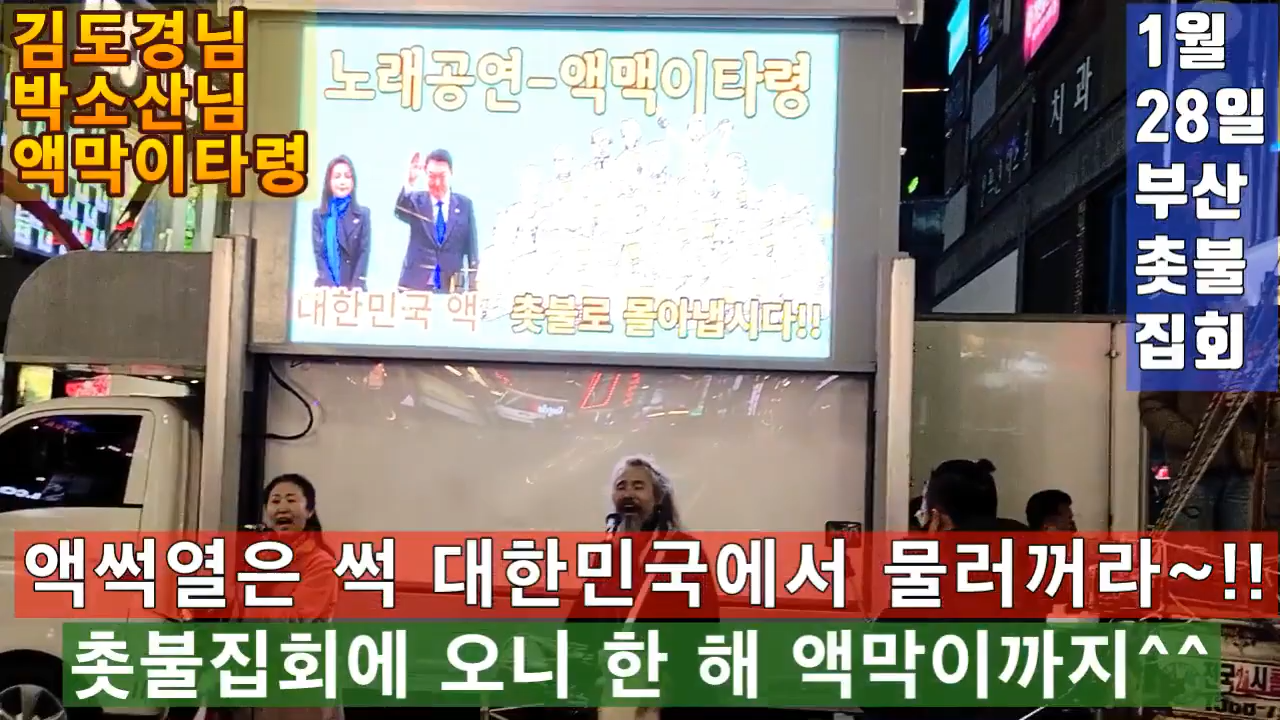 김도경님
박소산님
액막이타령
1월
28일
부산
촛불
집회
노래공연-액맥이타령
대한민국 액
촛불로 몰아냅시다!!
치과
액썩열은 썩 대한민국에서 물러꺼라~!!
촛불집회에 오니 한 해 액막이까지^^
전국
시